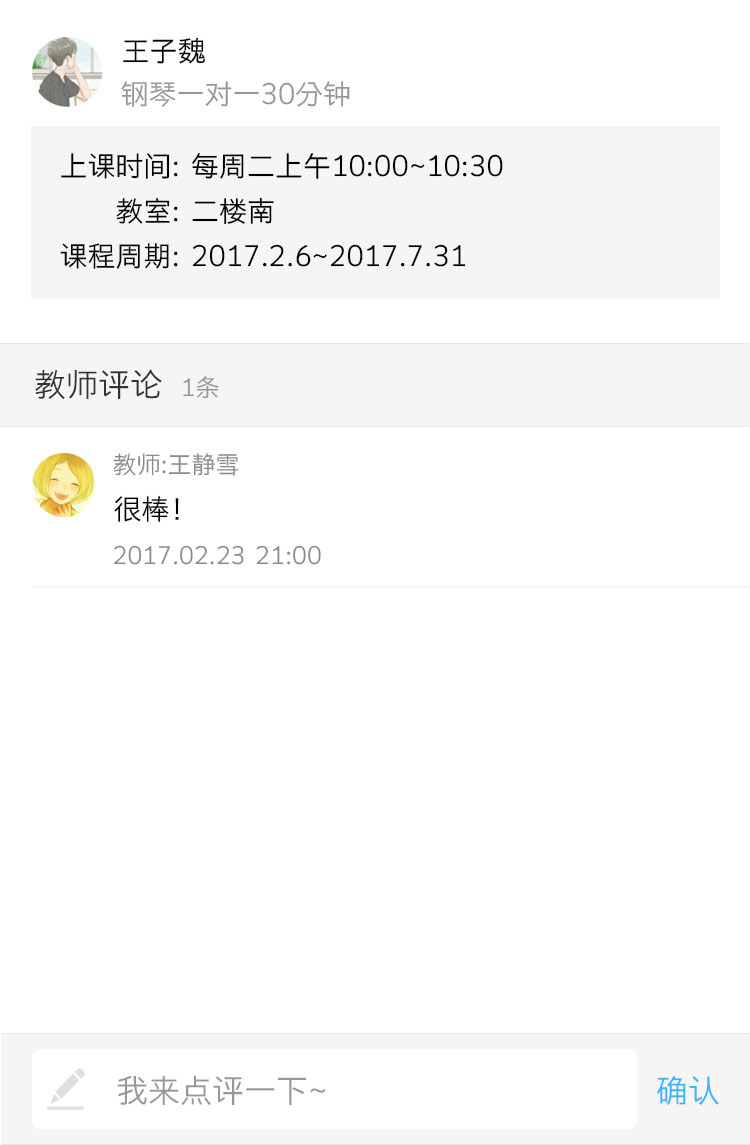 王子魏
钢琴一对一30分钟
上课时间: 每周二上午10:00~10:30
教室: 二楼南
课程周期: 2017.2.6~2017.7.31
教师评论 1条
教师:王静雪
很棒!
2017.02.23 21:00
我来点评一下~ 确认